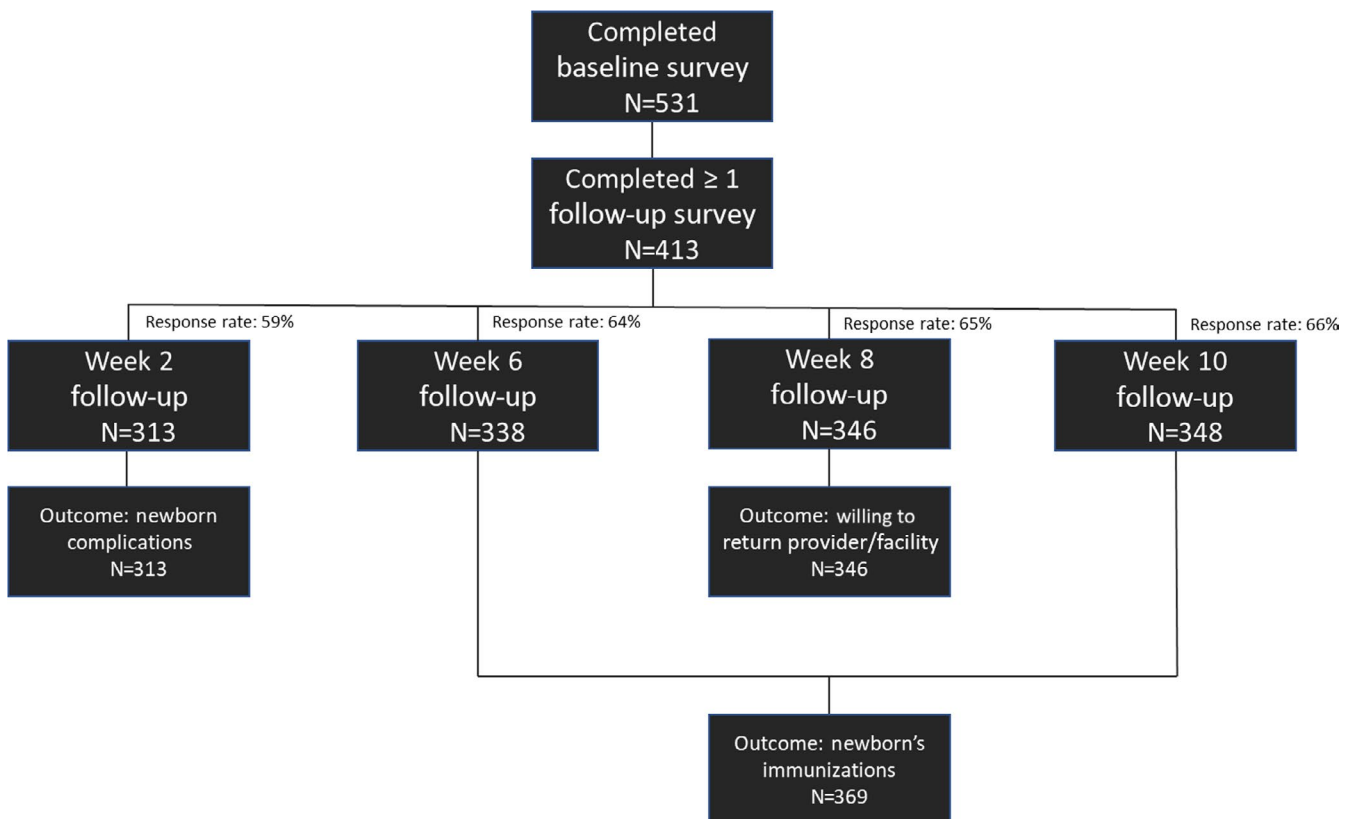 Completed
baseline survey
N=531
Completed ≥ 1
follow-up survey
N=413
Response rate: 59%
Response rate: 64%
Response rate: 65%
Response rate: 66%
Week 2
follow-up
N=313
Week 6
follow-up
N=338
Week 8
follow-up
N=346
Week 10
follow-up
N=348
Outcome: newborn
complications
N=313
Outcome: willing to
return provider/facility
N=346
Outcome: newborn’s
immunizations
N=369